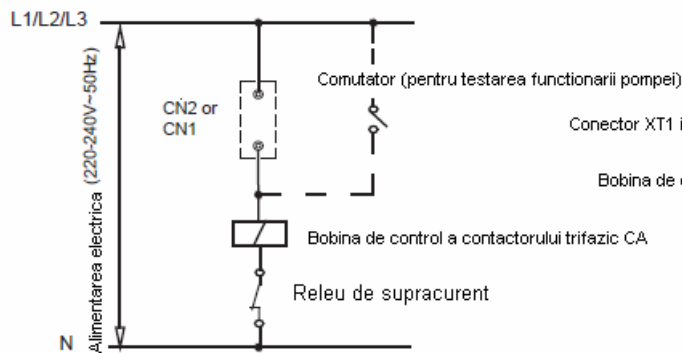 L1/L2/L3
Alimentarea electrica (220-240V~50Hz)
Comutator (pentru testarea functionarii pompei)
CN2 or
CN1
Conector XT1 i
Bobina de
Bobina de control a contactorului trifazic CA
Releu de supracurent
N